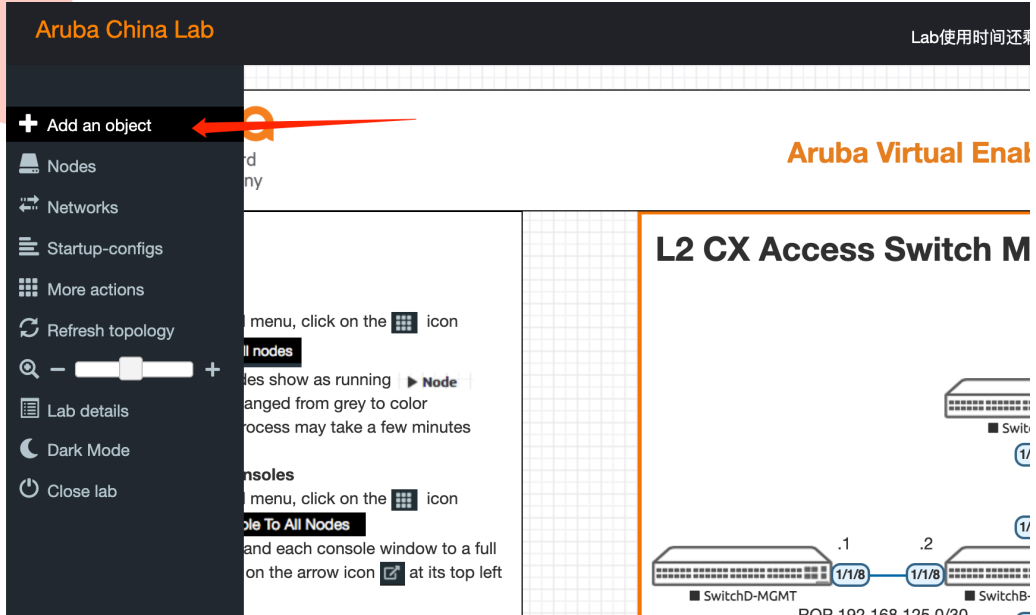 Aruba China Lab
Lab使用时间还剩
Add an object
Nodes
Networks
Startup-configs
More actions
Refresh topology
Lab details
Dark Mode
Close lab
rd
ny
Aruba Virtual Enab
menu, click on the icon
ll nodes
des show as running Node
anged from grey to color
rocess may take a few minutes
nsoles
menu, click on the icon
ole To All Nodes
and each console window to a full
on the arrow icon at its top left
L2 CX Access Switch M
Switc
1/
1/
.1 .2
1/1/8 1/1/8
SwitchD-MGMT
SwitchB-
ROP 192.168.125.0/30